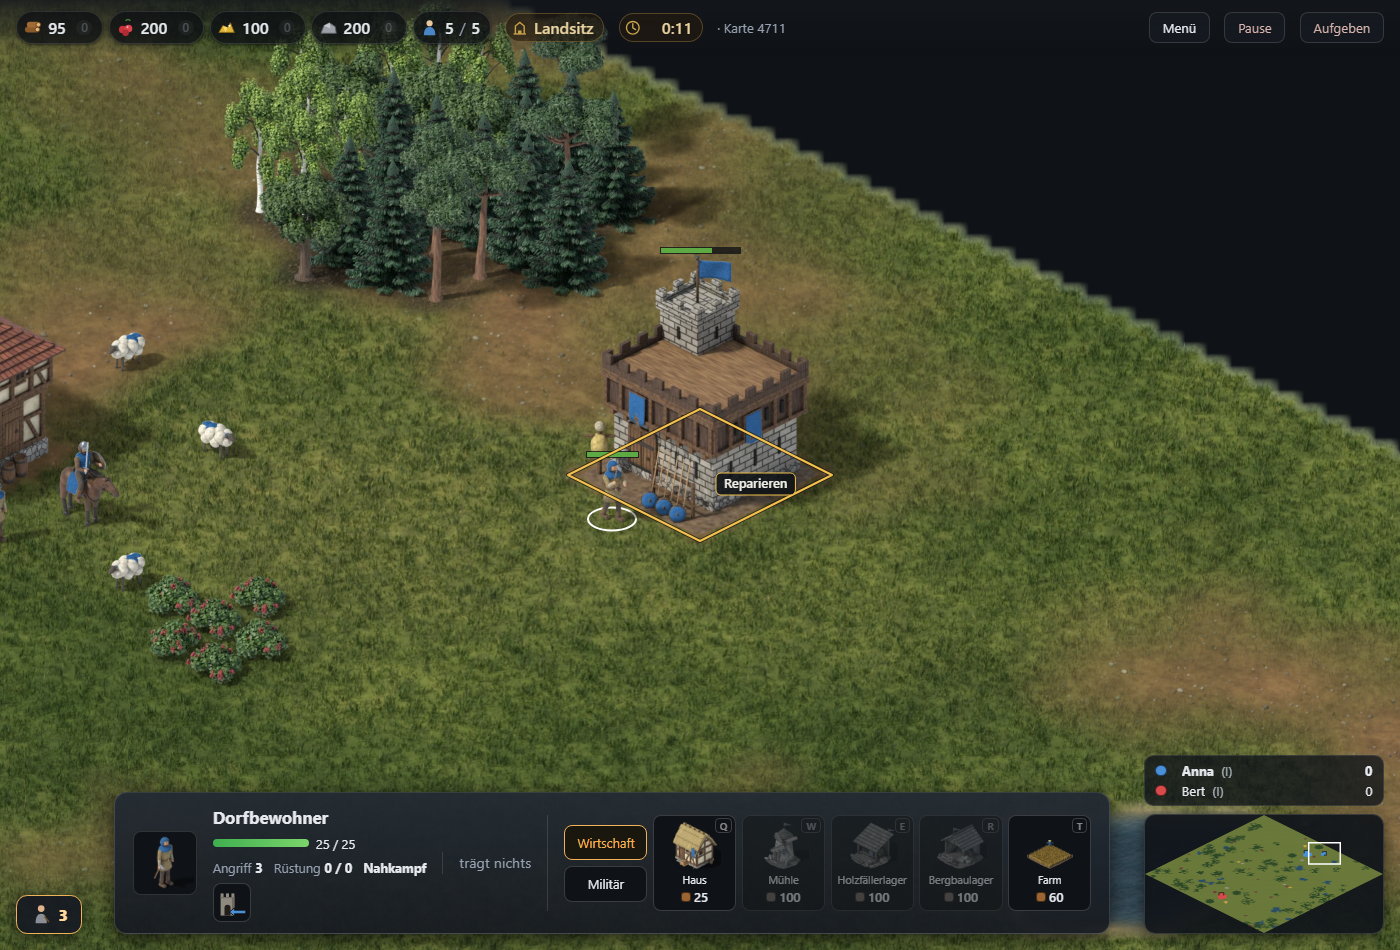 95 0
200 0
100 0
200 0
5 / 5
Landsitz
0:11
· Karte 4711
Menü
Pause
Aufgeben
Reparieren
Anna (I) 0
Bert (I) 0
Dorfbewohner
25 / 25
Angriff 3 Rüstung 0 / 0 Nahkampf
trägt nichts
Wirtschaft
Militär
Q
Haus
25
W
Mühle
100
E
Holzfällerlager
100
R
Bergbaulager
100
T
Farm
60
3